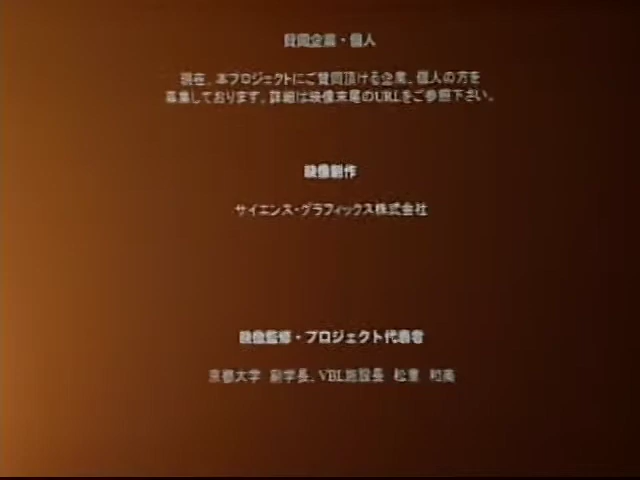 賛同企業・個人
現在、本プロジェクトにご賛同頂ける企業、個人の方を
募集しております。詳細は映像末尾のURLをご参照下さい。
映像創作
サイエンス・グラフィックス株式会社
映像監修・プロジェクト代表者
京都大学 副学長、VBL施設長 松重 和美